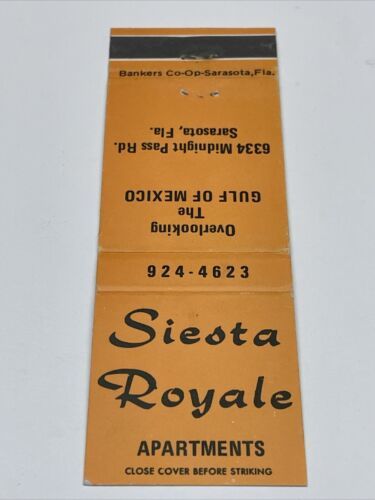 Bankers Co-Op-Sarasota, Fla.
Overlooking
The
GULF OF MEXICO
6334 Midnight Pass Rd.
Sarasota, Fla.
924-4623
Siesta
Royale
APARTMENTS
CLOSE COVER BEFORE STRIKING